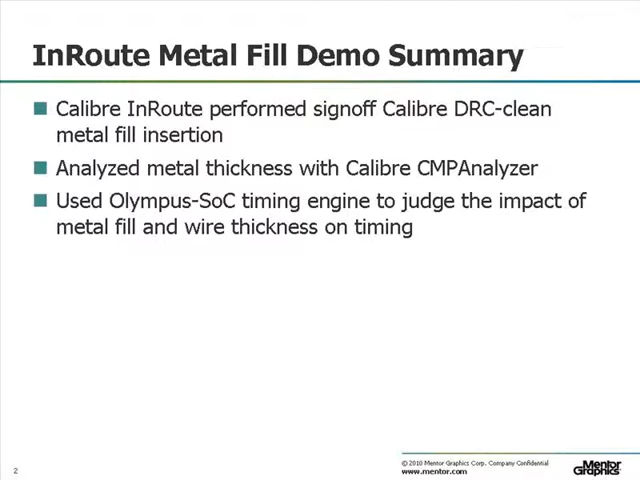 InRoute Metal Fill Demo Summary
Calibre InRoute performed signoff Calibre DRC-clean
metal fill insertion
Analyzed metal thickness with Calibre CMPAnalyzer
Used Olympus-SoC timing engine to judge the impact of
metal fill and wire thickness on timing
2
© 2010 Mentor Graphics Corp. Company Confidential
www.mentor.com
Mentor
Graphics